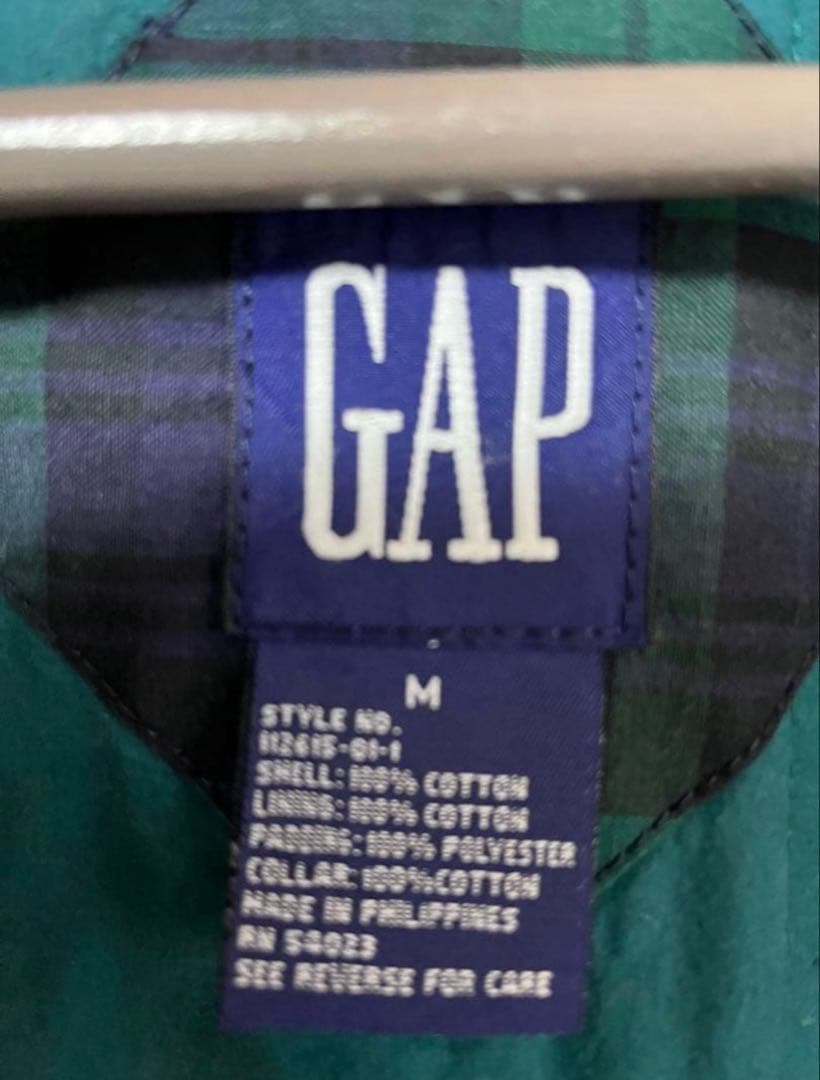 GAP
M
STYLE NO.
112615-01-1
SHELL: 100% COTTON
LINING: 100% COTTON
PADDING: 100% POLYESTER
COLLAR: 100%COTTON
MADE IN PHILIPPINES
RN 54023
SEE REVERSE FOR CARE